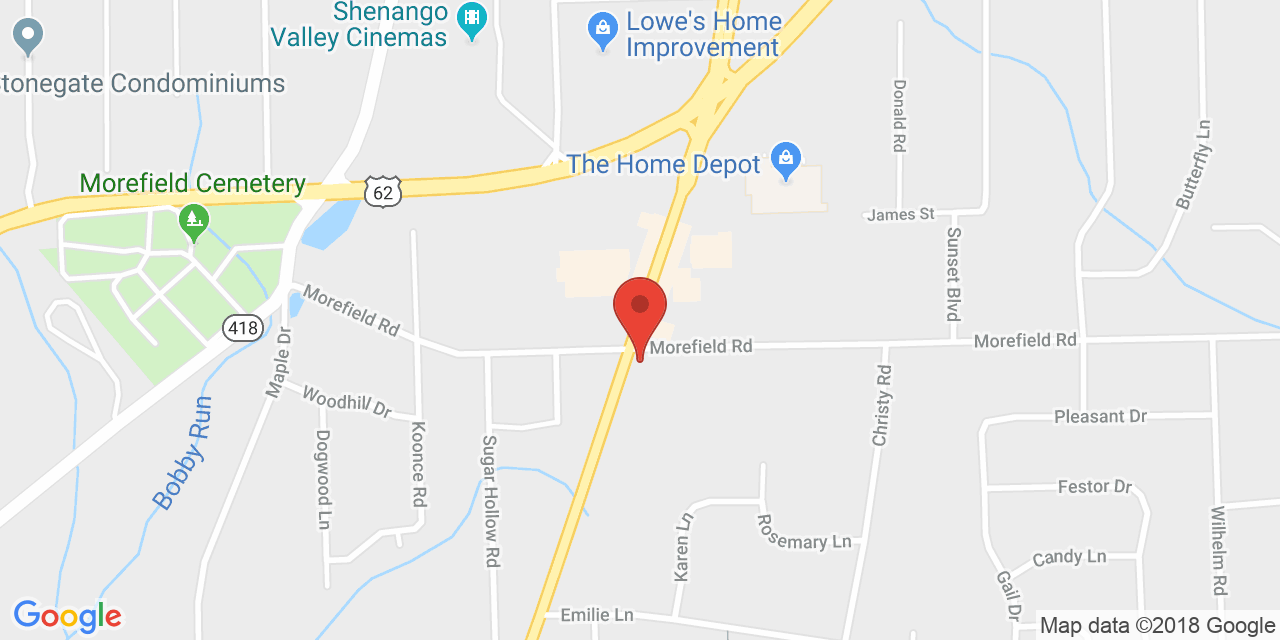 Shenango
Valley Cinemas
Lowe's Home
Improvement
Stonegate Condominiums
Donald Rd
Butterfly Ln
The Home Depot
Morefield Cemetery
62
James St
Sunset Blvd
Morefield Rd
418
Morefield Rd
Morefield Rd
Maple Dr
Woodhill Dr
Christy Rd
Pleasant Dr
Bobby Run
Dogwood Ln
Koonce Rd
Sugar Hollow Rd
Festor Dr
Karen Ln
Rosemary Ln
Wilhelm Rd
Candy Ln
Gail Dr
Emilie Ln
Google
Map data ©2018 Google